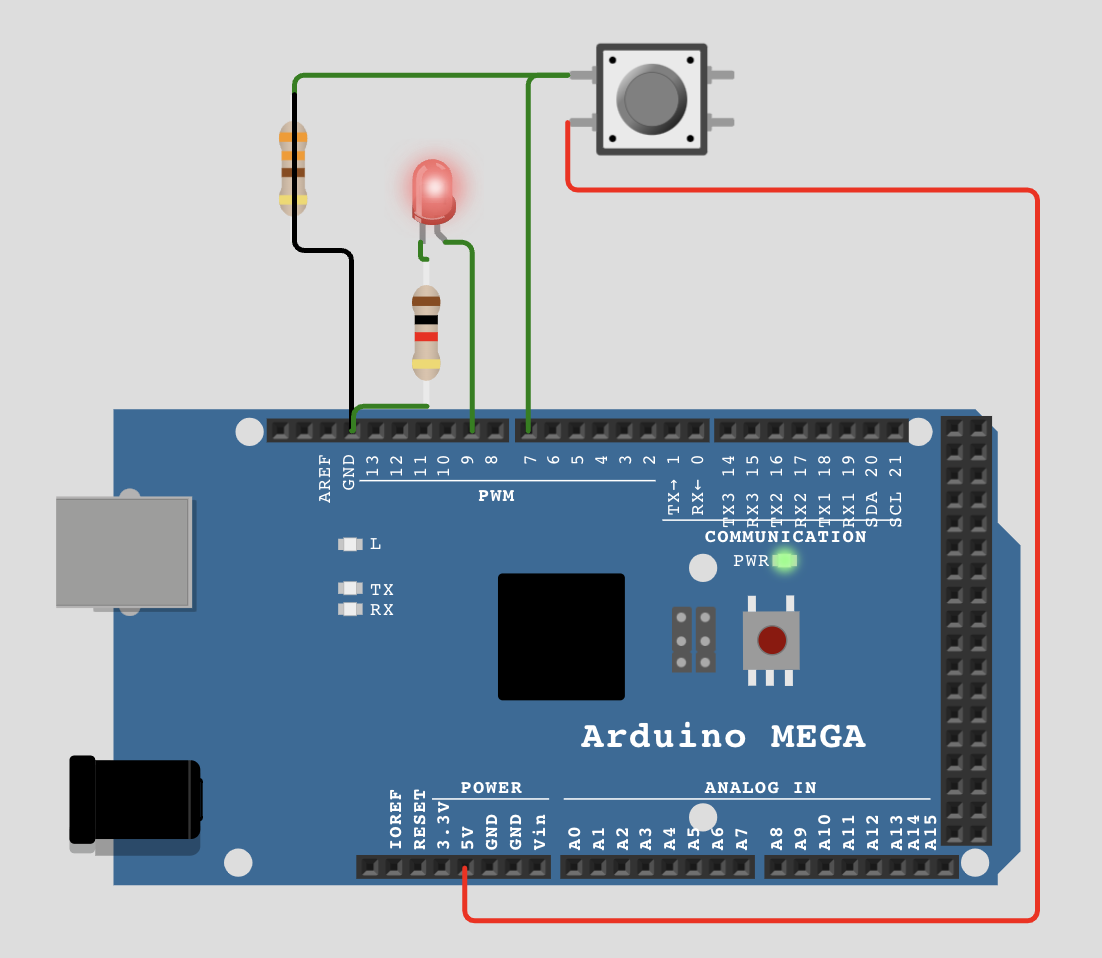 AREF
GND
13
12
11
10
9
8
7
6
5
4
3
2
TX→ 1
RX← 0
TX3 14
RX3 15
TX2 16
RX2 17
TX1 18
RX1 19
SDA 20
SCL 21
PWM
COMMUNICATION
L
PWR
TX
RX
Arduino MEGA
POWER
ANALOG IN
IOREF
RESET
3.3V
5V
GND
GND
Vin
A0
A1
A2
A3
A4
A5
A6
A7
A8
A9
A10
A11
A12
A13
A14
A15